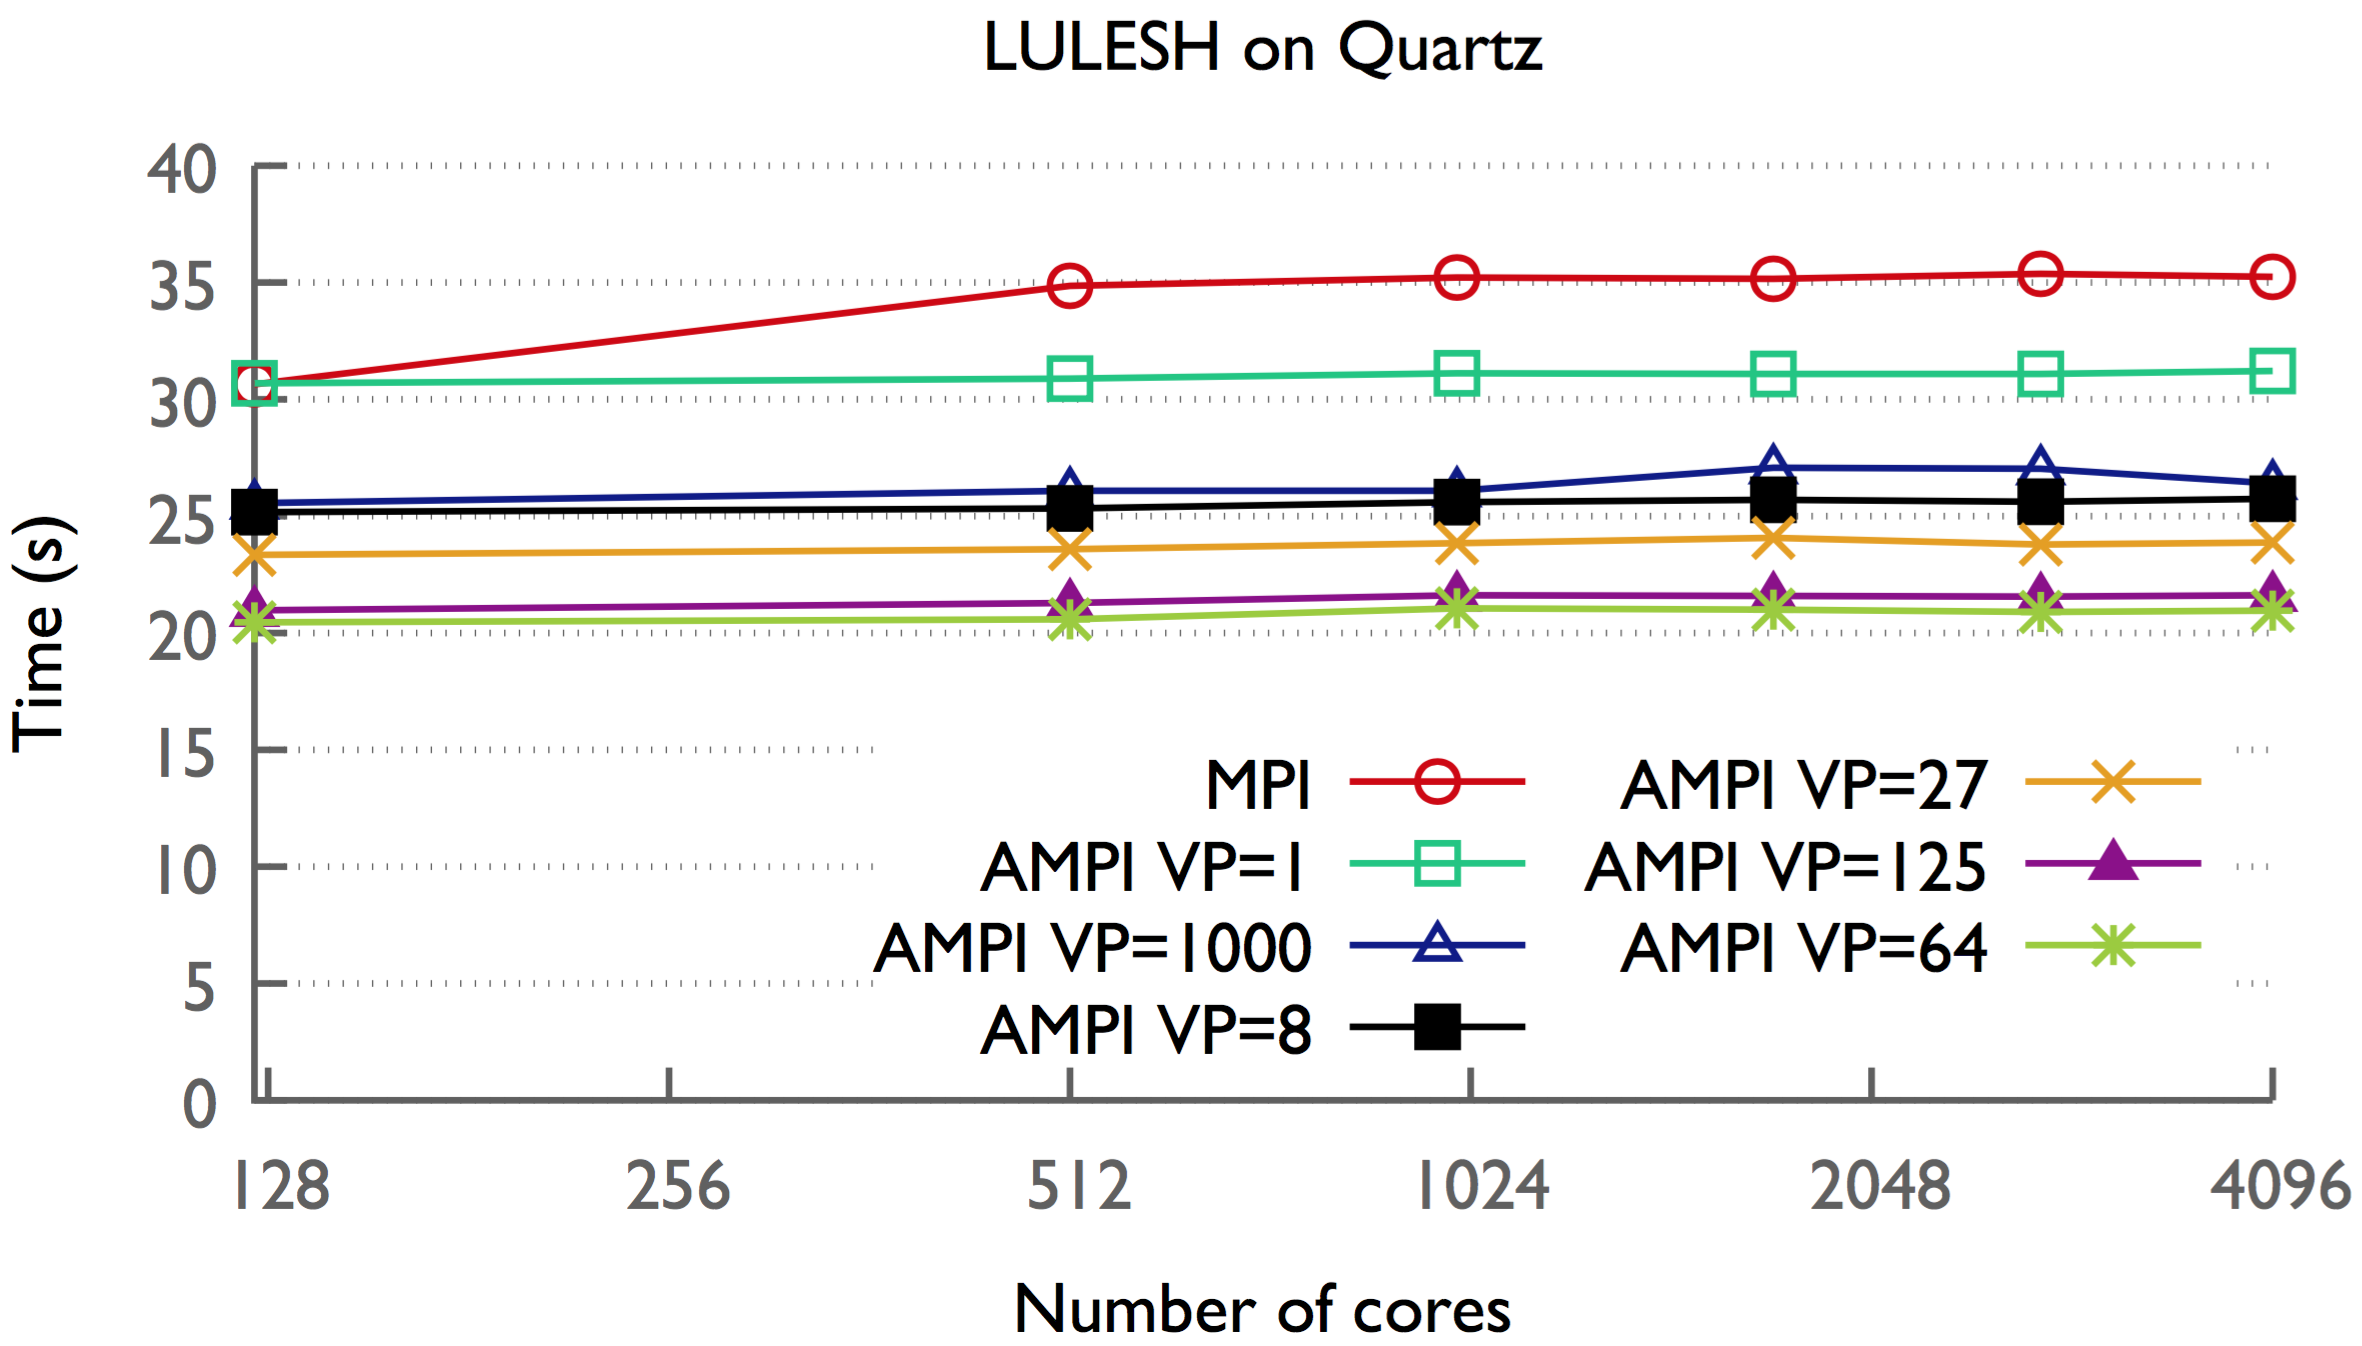 LULESH on Quartz
40
35
30
25
20
15
10
5
0
Time (s)
MPI
AMPI VP=1
AMPI VP=1000
AMPI VP=8
AMPI VP=27
AMPI VP=125
AMPI VP=64
128 256 512 1024 2048 4096
Number of cores